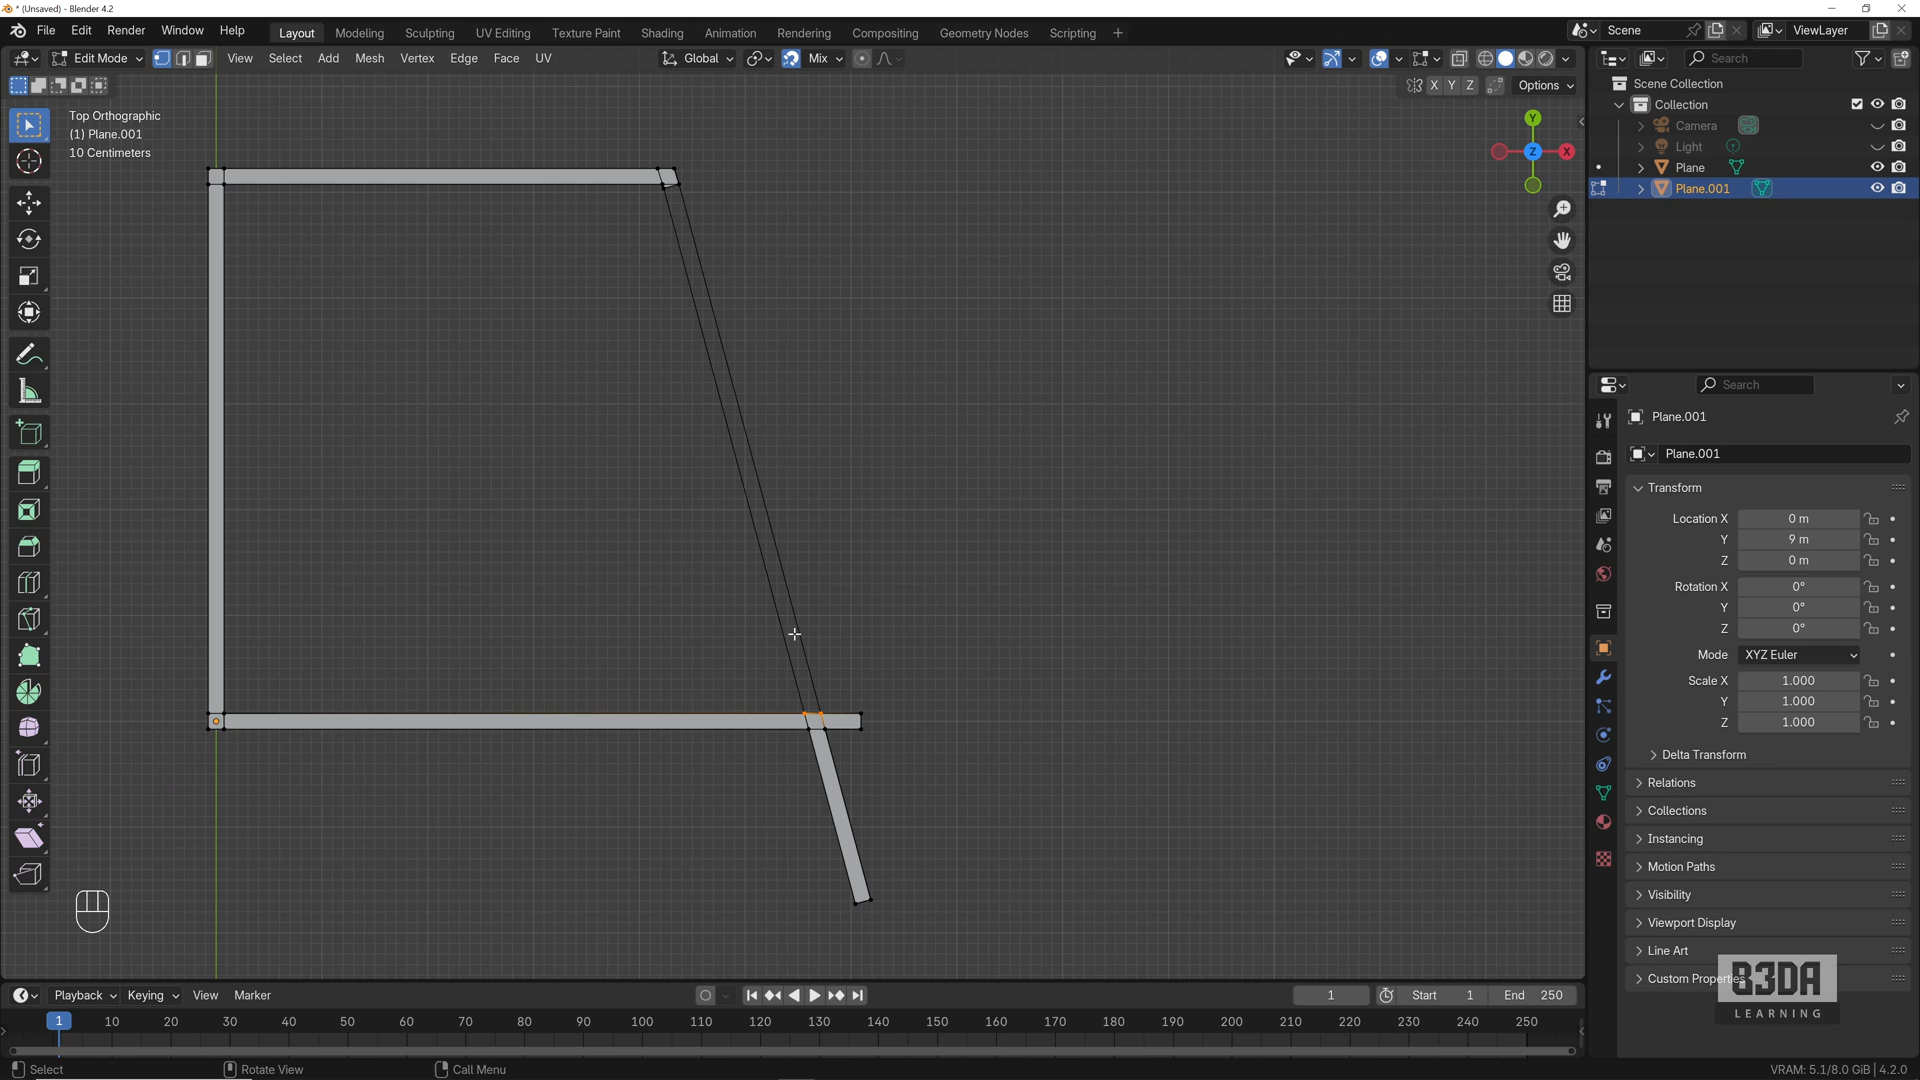 * (Unsaved) - Blender 4.2
File Edit Render Window Help Layout Modeling Sculpting UV Editing Texture Paint Shading Animation Rendering Compositing Geometry Nodes Scripting + Scene ViewLayer
Edit Mode View Select Add Mesh Vertex Edge Face UV Global Mix Search
X Y Z Options
Scene Collection
Collection
Camera
Light
Plane
Plane.001
Top Orthographic
(1) Plane.001
10 Centimeters
Y
Z X
Search
Plane.001
Plane.001
Transform
Location X 0 m
Y 9 m
Z 0 m
Rotation X 0°
Y 0°
Z 0°
Mode XYZ Euler
Scale X 1.000
Y 1.000
Z 1.000
Delta Transform
Relations
Collections
Instancing
Motion Paths
Visibility
Viewport Display
Line Art
Custom Properties
B3DA
LEARNING
Playback Keying View Marker 1 Start 1 End 250
1 10 20 30 40 50 60 70 80 90 100 110 120 130 140 150 160 170 180 190 200 210 220 230 240 250
Select Rotate View Call Menu VRAM: 5.1/8.0 GiB | 4.2.0